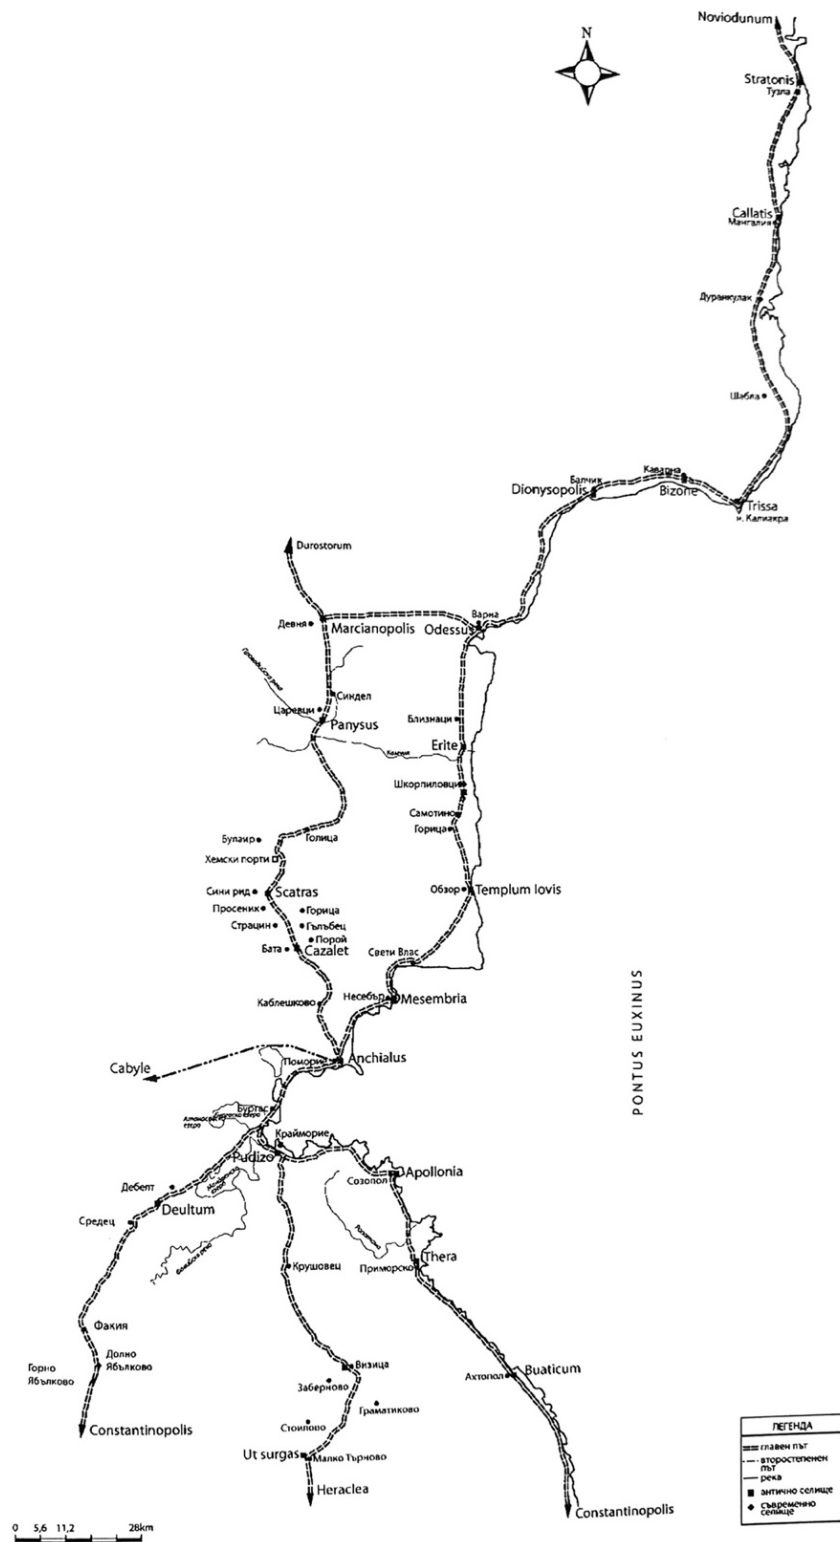 Noviodunum
N
Stratonis
Тузла
Callatis
Мангалия
Дуранкулак
Шабла
Каварна
Балчик
Dionysopolis
Bizone
Trissa
н. Калиакра
Durostorum
Варна
Девня
Marcianopolis
Odessus
Провадийска река
Синдел
Царевци
Panysus
Близнаци
Erite
Камчия
Шкорпиловци
Самотино
Горица
Булаир
Голица
Хемски порти
Сини рид
Scatras
Обзор
Templum Iovis
Просеник
Горица
Страцин
Гълъбец
Порой
Бата
Cazalet
Свети Влас
Несебър
Mesembria
Каблешково
PONTUS EUXINUS
Cabyle
Поморие
Anchialus
Бургас
Крайморие
Pudizo
Дебелт
Созопол
Apollonia
Deultum
Средец
Thera
Крушовец
Приморско
Факия
Долно
Ябълково
Горно
Ябълково
Визица
Заберново
Ахтопол
Buaticum
Граматиково
Стоилово
Constantinopolis
Ut surgas
Малко Търново
Heraclea
Constantinopolis
ЛЕГЕНДА
главен път
второстепенен
път
река
антично селище
съвременно
селище
0 5,6 11,2 28km